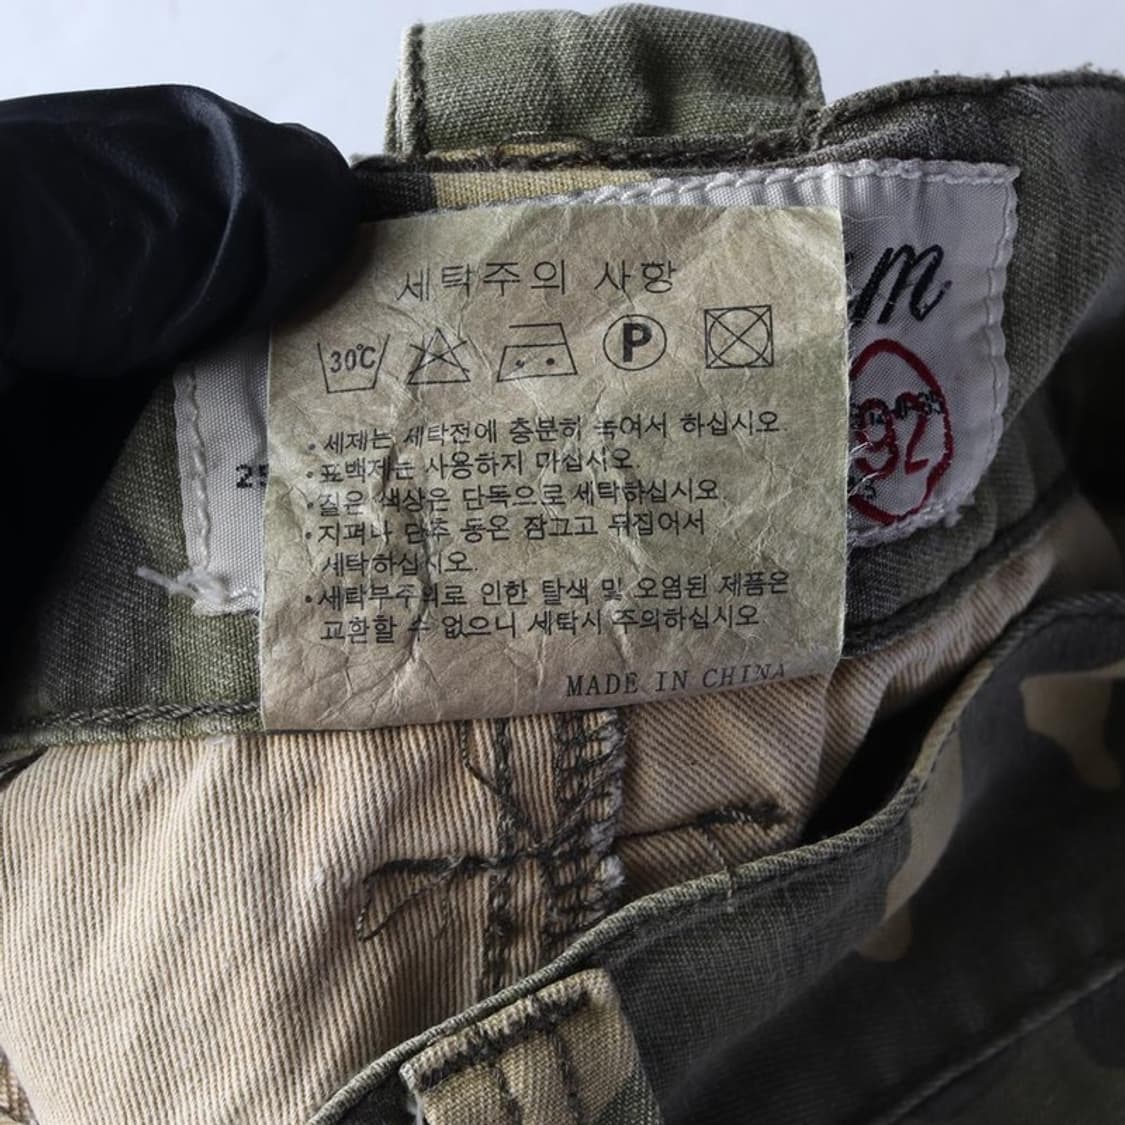 세탁주의 사항
30℃ P
· 세제는 세탁전에 충분히 녹여서 하십시오.
· 표백제는 사용하지 마십시오.
· 짙은 색상은 단독으로 세탁하십시오.
· 지퍼나 단추 등은 잠그고 뒤집어서
세탁하십시오.
· 세탁부주의로 인한 탈색 및 오염된 제품은
교환할 수 없으니 세탁시 주의하십시오
MADE IN CHINA
25
92